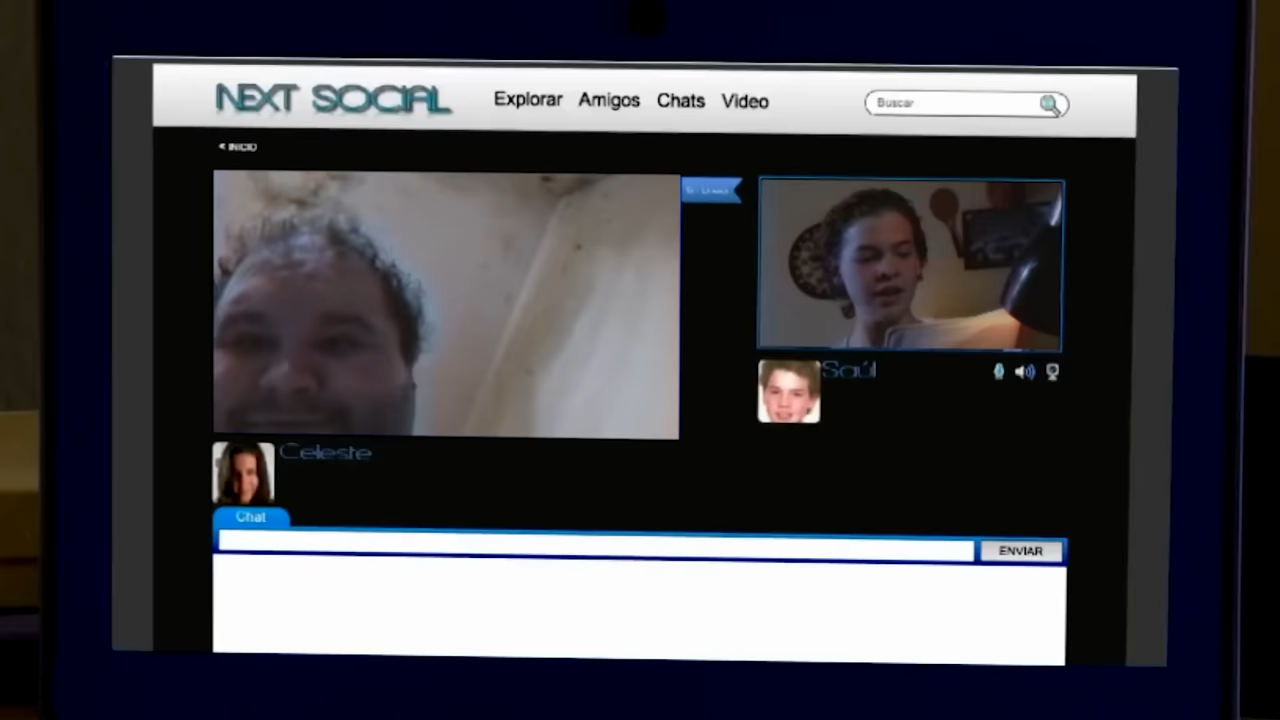 NEXT SOCIAL
Explorar Amigos Chats Video
Buscar
< INICIO
Saúl
Celeste
Chat
ENVIAR